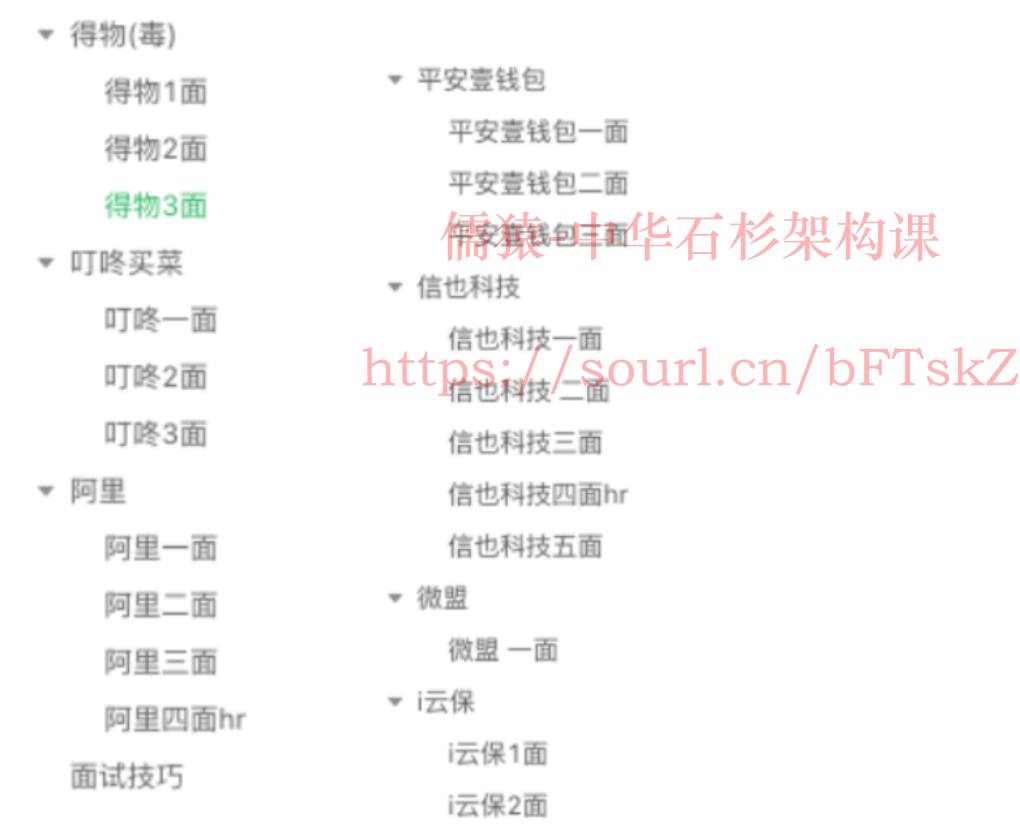 得物(毒)
得物1面
得物2面
得物3面
叮咚买菜
叮咚一面
叮咚2面
叮咚3面
阿里
阿里一面
阿里二面
阿里三面
阿里四面hr
面试技巧
平安壹钱包
平安壹钱包一面
平安壹钱包二面
平安壹钱包三面
儒猿-中华石杉架构课
信也科技
信也科技一面
https://sourl.cn/bFTskZ
信也科技 二面
信也科技三面
信也科技四面hr
信也科技五面
微盟
微盟 一面
i云保
i云保1面
i云保2面